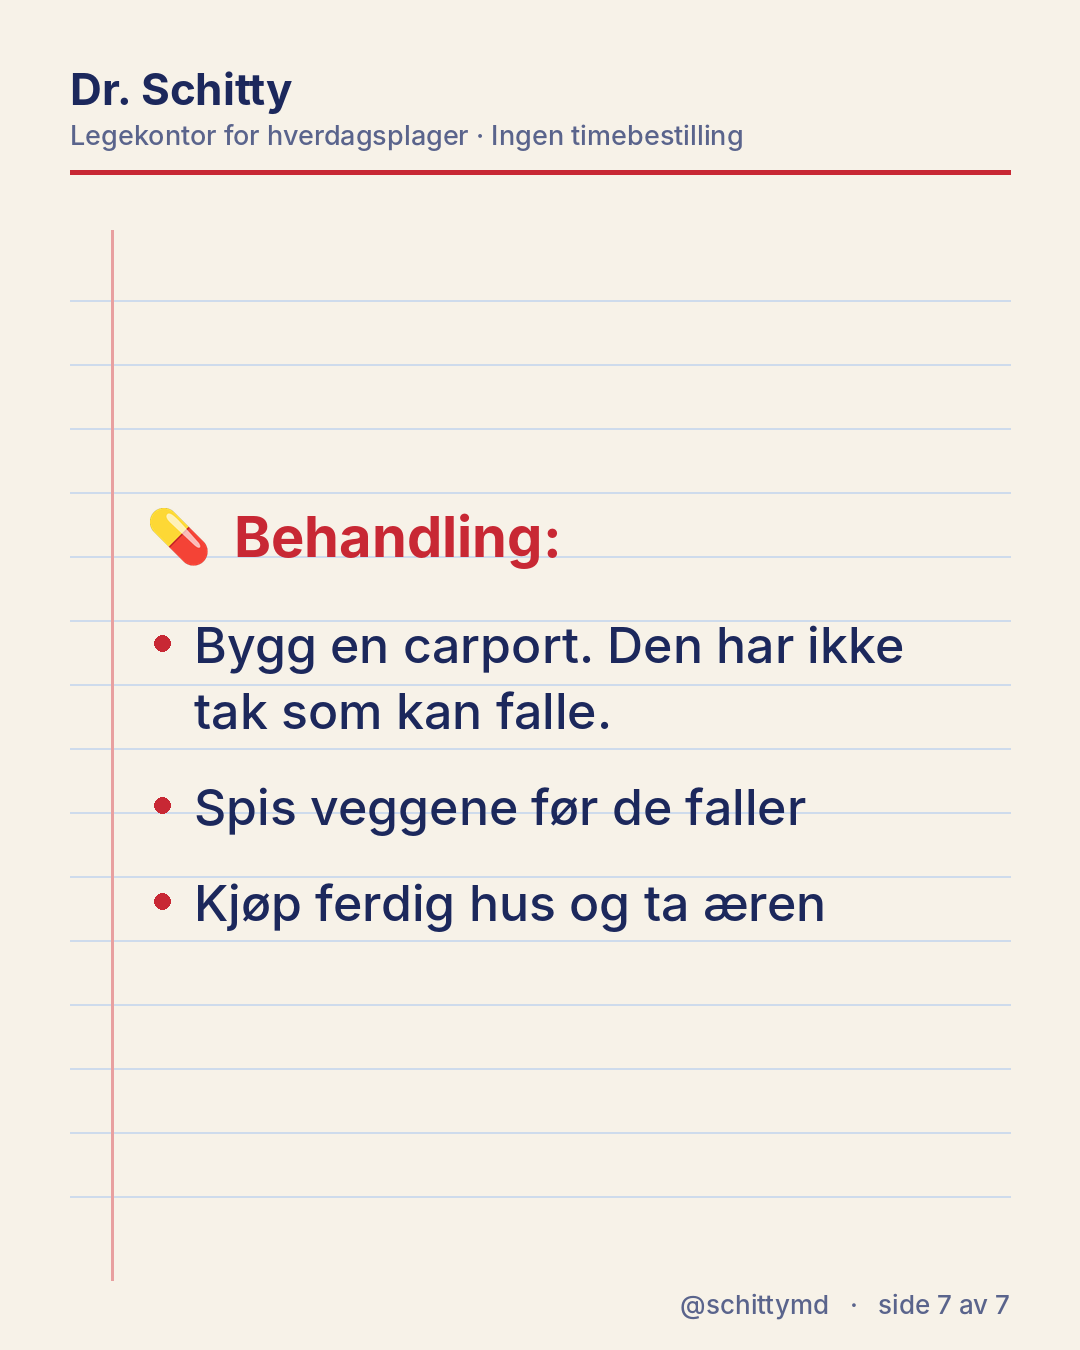 Dr. Schitty
Legekontor for hverdagsplager · Ingen timebestilling
Behandling:
• Bygg en carport. Den har ikke
tak som kan falle.
• Spis veggene før de faller
• Kjøp ferdig hus og ta æren
@schittymd · side 7 av 7